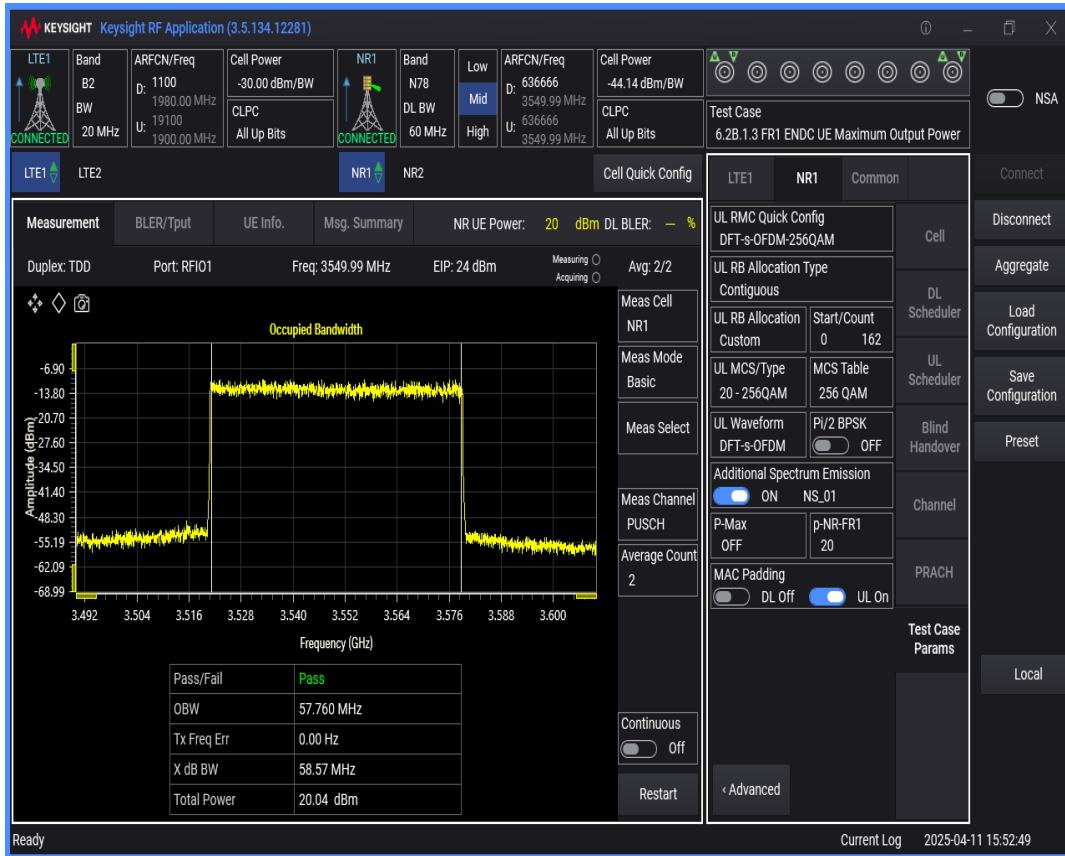 KEYSIGHT Keysight RF Application (3.5.134.12281)
LTE1
CONNECTED
Band
B2
BW
20 MHz
ARFCN/Freq
D: 1100
1980.00 MHz
U: 19100
1900.00 MHz
Cell Power
-30.00 dBm/BW
CLPC
All Up Bits
NR1
CONNECTED
Band
N78
DL BW
60 MHz
Low
Mid
High
ARFCN/Freq
D: 636666
3549.99 MHz
U: 636666
3549.99 MHz
Cell Power
-44.14 dBm/BW
CLPC
All Up Bits
Test Case
6.2B.1.3 FR1 ENDC UE Maximum Output Power
NSA
LTE1 LTE2 NR1 NR2 Cell Quick Config
Measurement BLER/Tput UE Info. Msg. Summary NR UE Power: 20 dBm DL BLER: — %
Duplex: TDD Port: RFIO1 Freq: 3549.99 MHz EIP: 24 dBm Measuring Acquiring Avg: 2/2
Occupied Bandwidth
Amplitude (dBm)
-6.90
-13.80
-20.70
-27.60
-34.50
-41.40
-48.30
-55.19
-62.09
-68.99
3.492 3.504 3.516 3.528 3.540 3.552 3.564 3.576 3.588 3.600
Frequency (GHz)
Pass/Fail Pass
OBW 57.760 MHz
Tx Freq Err 0.00 Hz
X dB BW 58.57 MHz
Total Power 20.04 dBm
Meas Cell
NR1
Meas Mode
Basic
Meas Select
Meas Channel
PUSCH
Average Count
2
Continuous
Off
Restart
LTE1 NR1 Common
UL RMC Quick Config
DFT-s-OFDM-256QAM
UL RB Allocation Type
Contiguous
UL RB Allocation
Custom
Start/Count
0 162
UL MCS/Type
20 - 256QAM
MCS Table
256 QAM
UL Waveform
DFT-s-OFDM
Pi/2 BPSK
OFF
Additional Spectrum Emission
ON NS_01
P-Max
OFF
p-NR-FR1
20
MAC Padding
DL Off UL On
‹ Advanced
Cell
DL
Scheduler
UL
Scheduler
Blind
Handover
Channel
PRACH
Test Case
Params
Connect
Disconnect
Aggregate
Load
Configuration
Save
Configuration
Preset
Local
Ready Current Log 2025-04-11 15:52:49